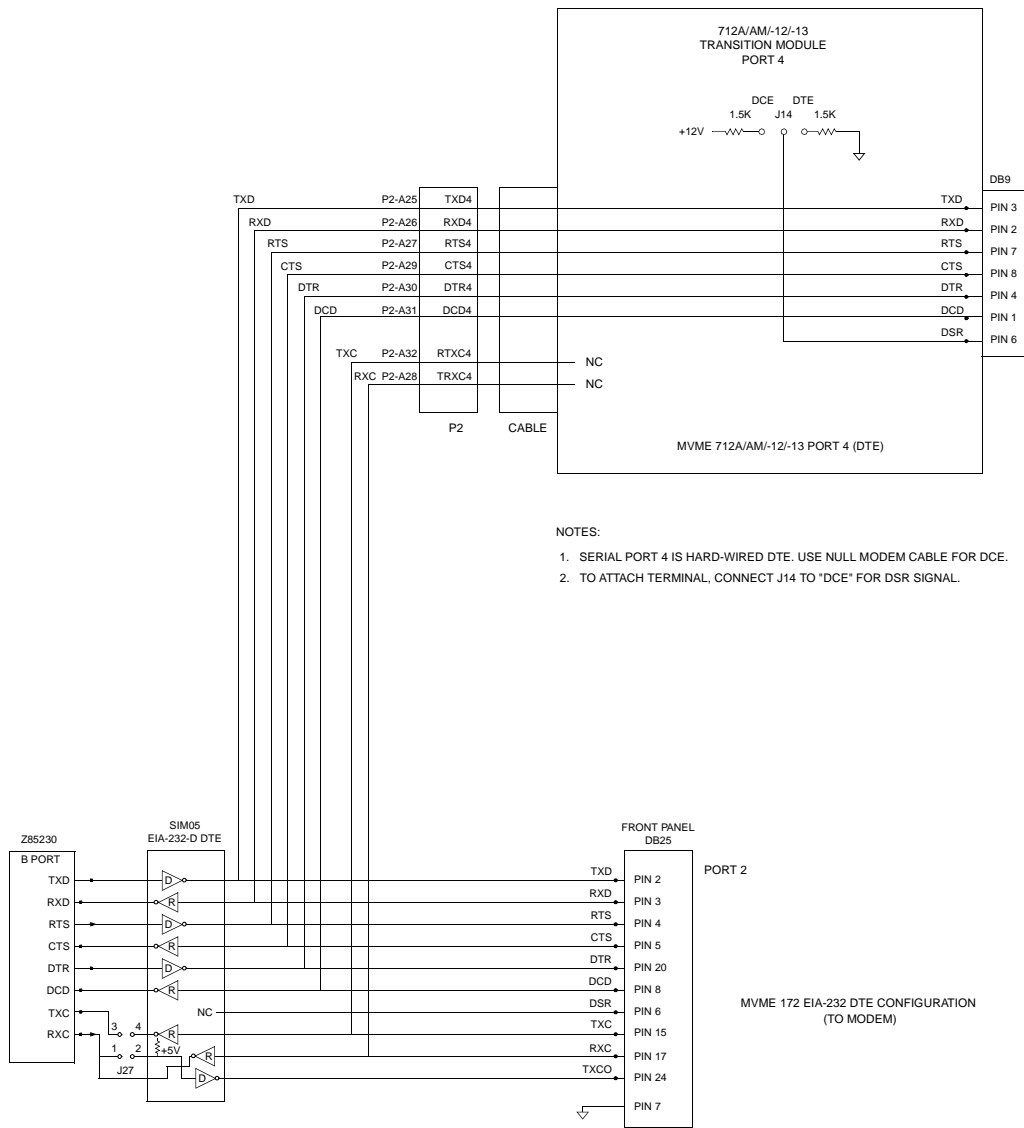 712A/AM/-12/-13
TRANSITION MODULE
PORT 4
DCE DTE
1.5K J14 1.5K
+12V
DB9
TXD P2-A25 TXD4 TXD PIN 3
RXD P2-A26 RXD4 RXD PIN 2
RTS P2-A27 RTS4 RTS PIN 7
CTS P2-A29 CTS4 CTS PIN 8
DTR P2-A30 DTR4 DTR PIN 4
DCD P2-A31 DCD4 DCD PIN 1
DSR PIN 6
TXC P2-A32 RTXC4 NC
RXC P2-A28 TRXC4 NC
P2 CABLE
MVME 712A/AM/-12/-13 PORT 4 (DTE)
NOTES:
1. SERIAL PORT 4 IS HARD-WIRED DTE. USE NULL MODEM CABLE FOR DCE.
2. TO ATTACH TERMINAL, CONNECT J14 TO "DCE" FOR DSR SIGNAL.
SIM05
EIA-232-D DTE
Z85230
B PORT
FRONT PANEL
DB25
PORT 2
TXD D TXD PIN 2
RXD R RXD PIN 3
RTS D RTS PIN 4
CTS R CTS PIN 5
DTR D DTR PIN 20
DCD R DCD PIN 8
NC DSR PIN 6
TXC 3 4 R TXC PIN 15
RXC 1 2 +5V R RXC PIN 17
J27 D TXCO PIN 24
PIN 7
MVME 172 EIA-232 DTE CONFIGURATION
(TO MODEM)